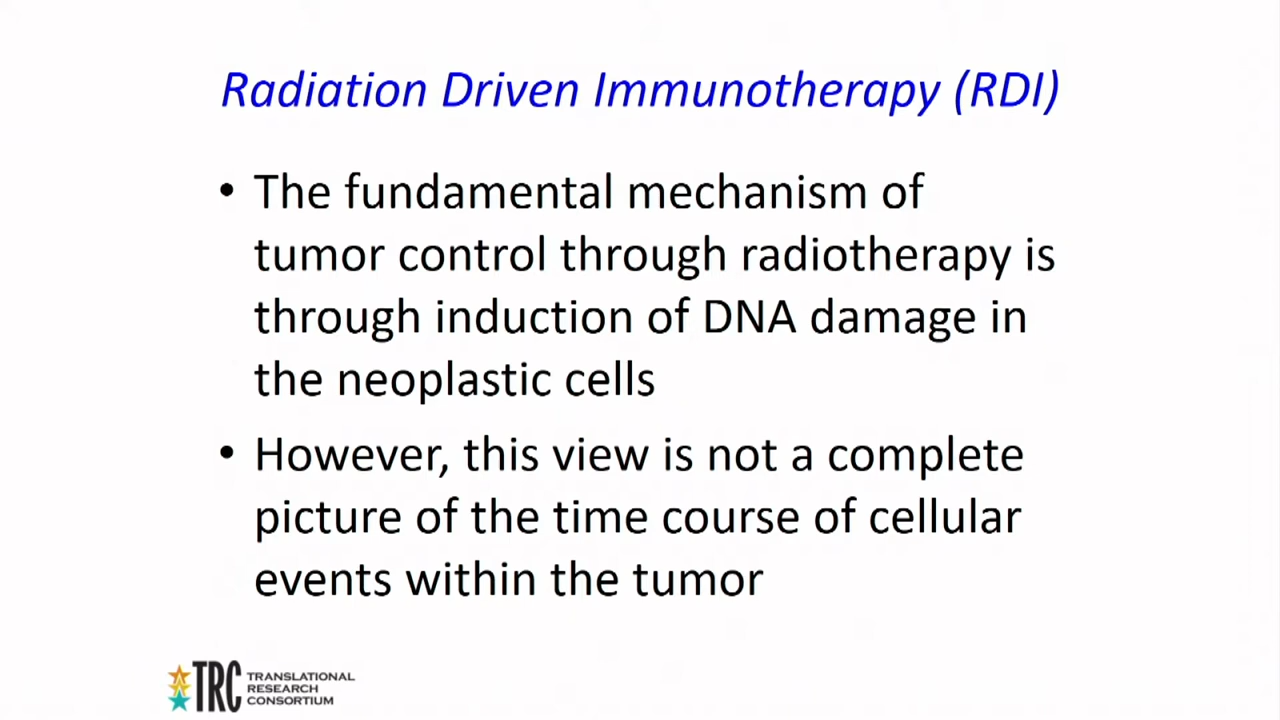 Radiation Driven Immunotherapy (RDI)
• The fundamental mechanism of
tumor control through radiotherapy is
through induction of DNA damage in
the neoplastic cells
• However, this view is not a complete
picture of the time course of cellular
events within the tumor
TRC
TRANSLATIONAL
RESEARCH
CONSORTIUM